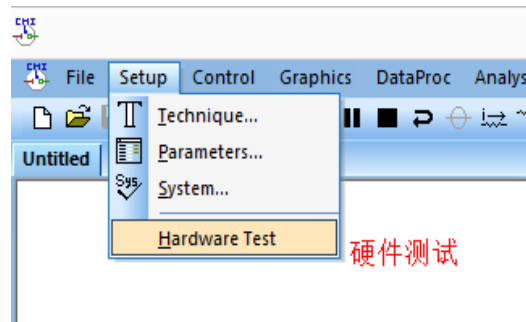 CHI
CHI File Setup Control Graphics DataProc Analys
Technique...
Untitled
Parameters...
Sys
System...
Hardware Test
硬件测试